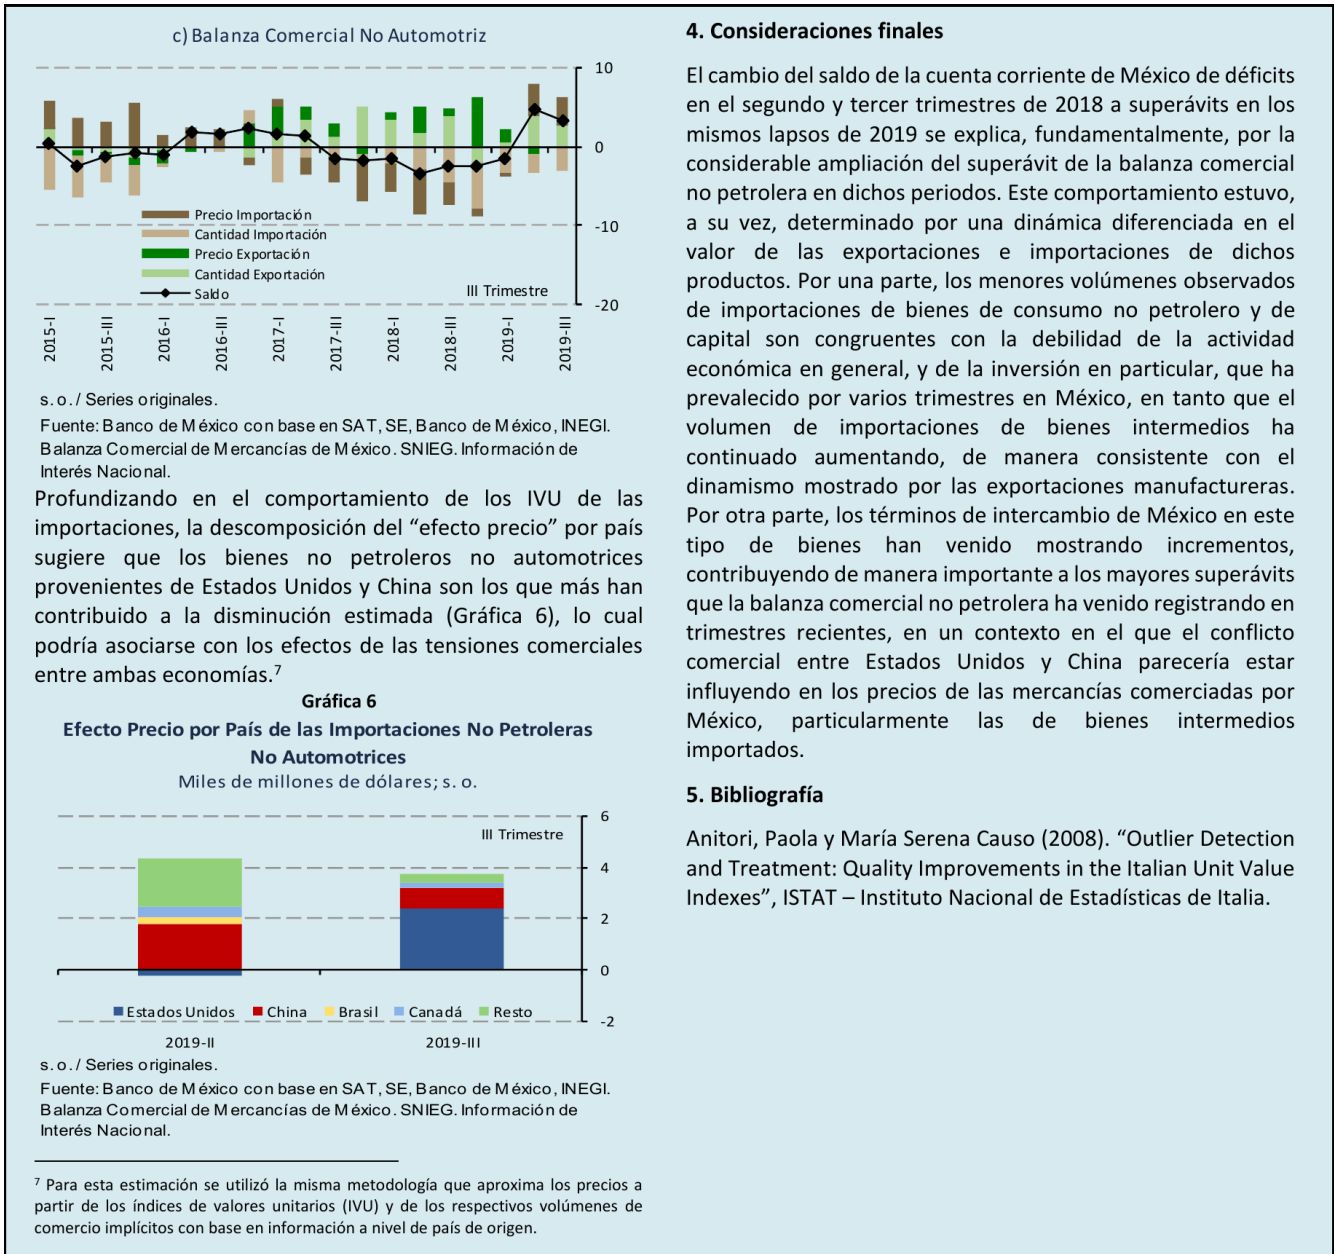 c) Balanza Comercial No Automotriz
10
0
-10
-20
Precio Importación
Cantidad Importación
Precio Exportación
Cantidad Exportación
Saldo
III Trimestre
2015-I
2015-III
2016-I
2016-III
2017-I
2017-III
2018-I
2018-III
2019-I
2019-III
s. o. / Series originales.
Fuente: Banco de México con base en SAT, SE, Banco de México, INEGI.
Balanza Comercial de Mercancías de México. SNIEG. Información de
Interés Nacional.
Profundizando en el comportamiento de los IVU de las
importaciones, la descomposición del “efecto precio” por país
sugiere que los bienes no petroleros no automotrices
provenientes de Estados Unidos y China son los que más han
contribuido a la disminución estimada (Gráfica 6), lo cual
podría asociarse con los efectos de las tensiones comerciales
entre ambas economías.⁷
Gráfica 6
Efecto Precio por País de las Importaciones No Petroleras
No Automotrices
Miles de millones de dólares; s. o.
6
4
2
0
-2
III Trimestre
Estados Unidos
China
Brasil
Canadá
Resto
2019-II
2019-III
s. o. / Series originales.
Fuente: Banco de México con base en SAT, SE, Banco de México, INEGI.
Balanza Comercial de Mercancías de México. SNIEG. Información de
Interés Nacional.
⁷ Para esta estimación se utilizó la misma metodología que aproxima los precios a
partir de los índices de valores unitarios (IVU) y de los respectivos volúmenes de
comercio implícitos con base en información a nivel de país de origen.
4. Consideraciones finales
El cambio del saldo de la cuenta corriente de México de déficits
en el segundo y tercer trimestres de 2018 a superávits en los
mismos lapsos de 2019 se explica, fundamentalmente, por la
considerable ampliación del superávit de la balanza comercial
no petrolera en dichos periodos. Este comportamiento estuvo,
a su vez, determinado por una dinámica diferenciada en el
valor de las exportaciones e importaciones de dichos
productos. Por una parte, los menores volúmenes observados
de importaciones de bienes de consumo no petrolero y de
capital son congruentes con la debilidad de la actividad
económica en general, y de la inversión en particular, que ha
prevalecido por varios trimestres en México, en tanto que el
volumen de importaciones de bienes intermedios ha
continuado aumentando, de manera consistente con el
dinamismo mostrado por las exportaciones manufactureras.
Por otra parte, los términos de intercambio de México en este
tipo de bienes han venido mostrando incrementos,
contribuyendo de manera importante a los mayores superávits
que la balanza comercial no petrolera ha venido registrando en
trimestres recientes, en un contexto en el que el conflicto
comercial entre Estados Unidos y China parecería estar
influyendo en los precios de las mercancías comerciadas por
México, particularmente las de bienes intermedios
importados.
5. Bibliografía
Anitori, Paola y María Serena Causo (2008). “Outlier Detection
and Treatment: Quality Improvements in the Italian Unit Value
Indexes”, ISTAT – Instituto Nacional de Estadísticas de Italia.